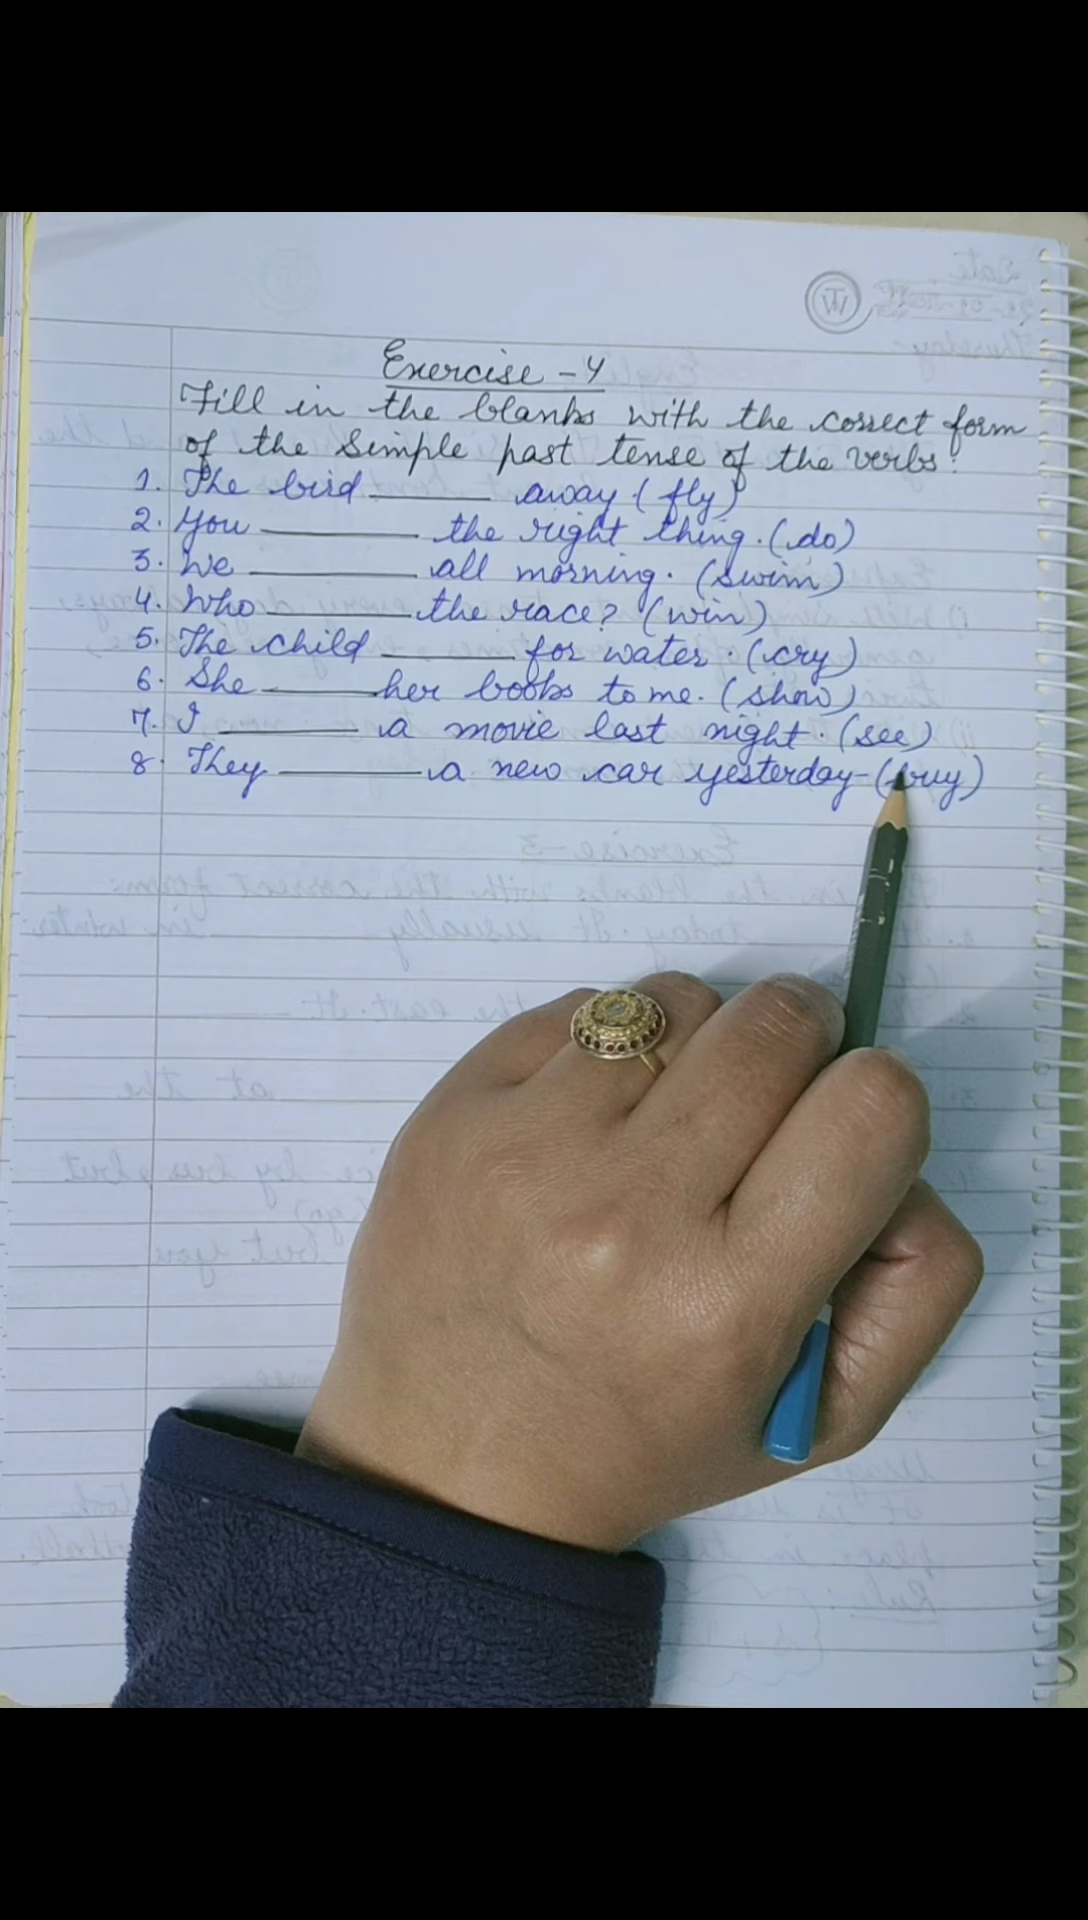 Exercise - 4
Fill in the blanks with the correct form
of the Simple past tense of the verbs:
1. The bird ______ away (fly)
2. You ______ the right thing. (do)
3. We ______ all morning. (swim)
4. Who ______ the race? (win)
5. The child ______ for water. (cry)
6. She ______ her books to me. (show)
7. I ______ a movie last night. (see)
8. They ______ a new car yesterday - (buy)